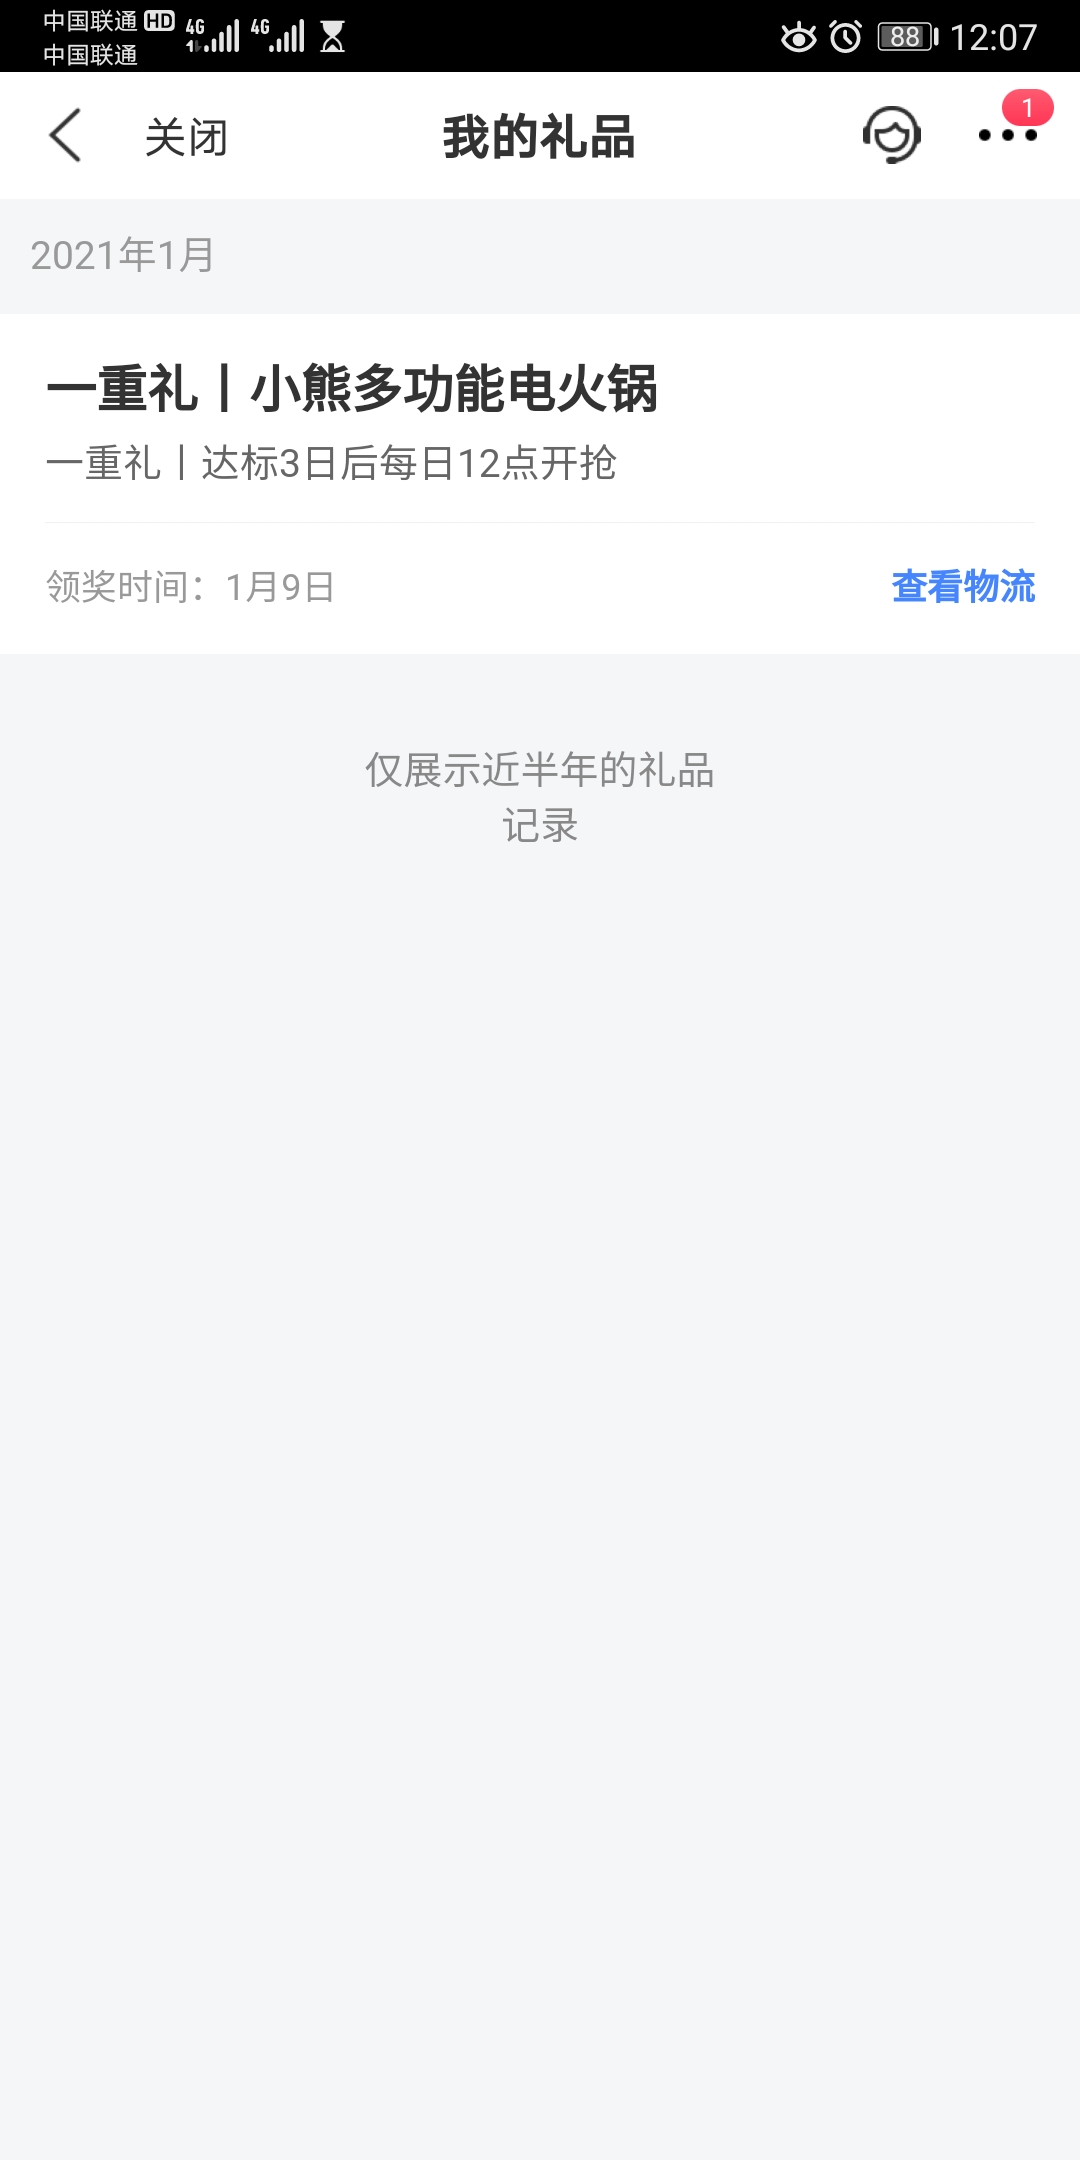 中国联通 HD 4G 4G 88 12:07
中国联通
关闭 我的礼品 1
2021年1月
一重礼丨小熊多功能电火锅
一重礼丨达标3日后每日12点开抢
领奖时间：1月9日 查看物流
仅展示近半年的礼品
记录